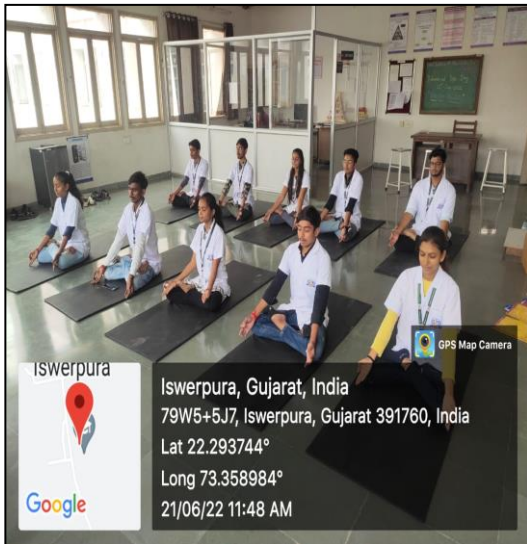 GPS Map Camera
Iswerpura
Google
Iswerpura, Gujarat, India
79W5+5J7, Iswerpura, Gujarat 391760, India
Lat 22.293744°
Long 73.358984°
21/06/22 11:48 AM